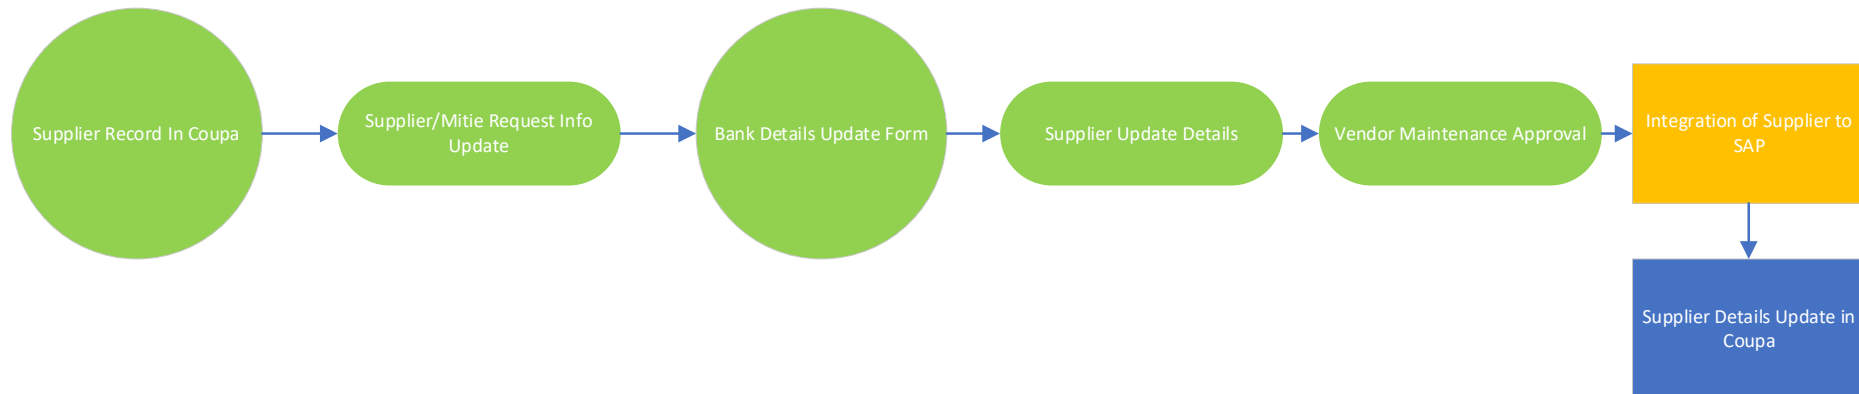 Supplier Record In Coupa
Supplier/Mitie Request Info
Update
Bank Details Update Form
Supplier Update Details
Vendor Maintenance Approval
Integration of Supplier to
SAP
Supplier Details Update in
Coupa